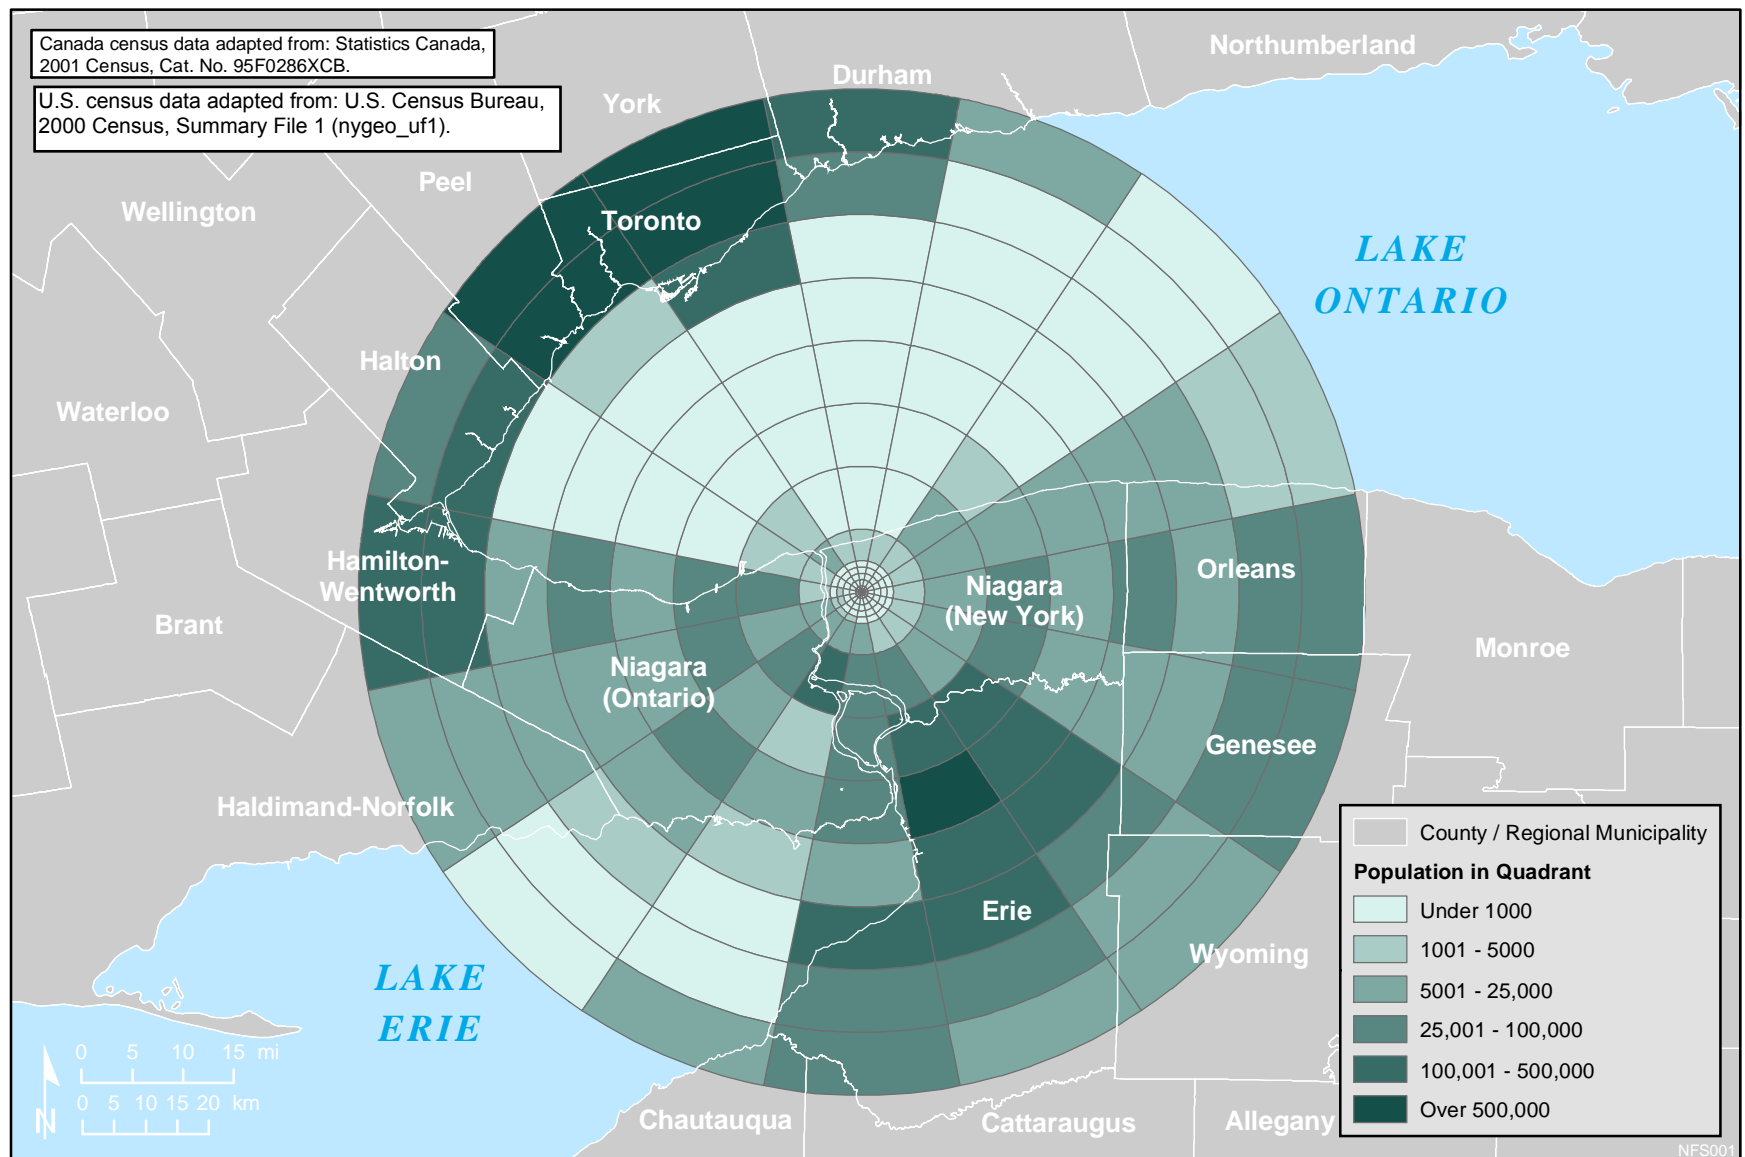 Canada census data adapted from: Statistics Canada,
2001 Census, Cat. No. 95F0286XCB.
U.S. census data adapted from: U.S. Census Bureau,
2000 Census, Summary File 1 (nygeo_uf1).
Northumberland
Durham
York
Peel
Wellington
Toronto
LAKE
ONTARIO
Halton
Waterloo
Hamilton-
Wentworth
Orleans
Niagara
(New York)
Brant
Monroe
Niagara
(Ontario)
Genesee
Haldimand-Norfolk
Erie
Wyoming
LAKE
ERIE
Chautauqua
Cattaraugus
Allegany
County / Regional Municipality
Population in Quadrant
Under 1000
1001 - 5000
5001 - 25,000
25,001 - 100,000
100,001 - 500,000
Over 500,000
0 5 10 15 mi
0 5 10 15 20 km
N
NFS001